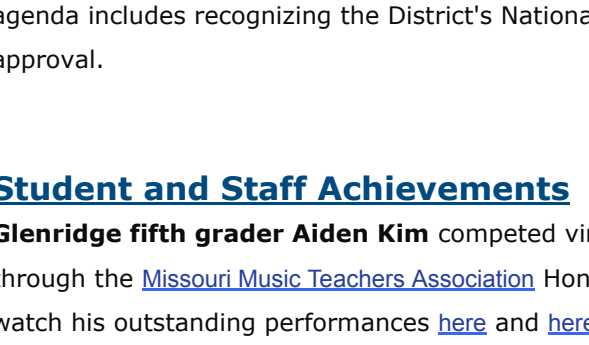 agenda includes recognizing the District's Nationa
approval.
Student and Staff Achievements
Glenridge fifth grader Aiden Kim competed vir
through the Missouri Music Teachers Association Hon
watch his outstanding performances here and here